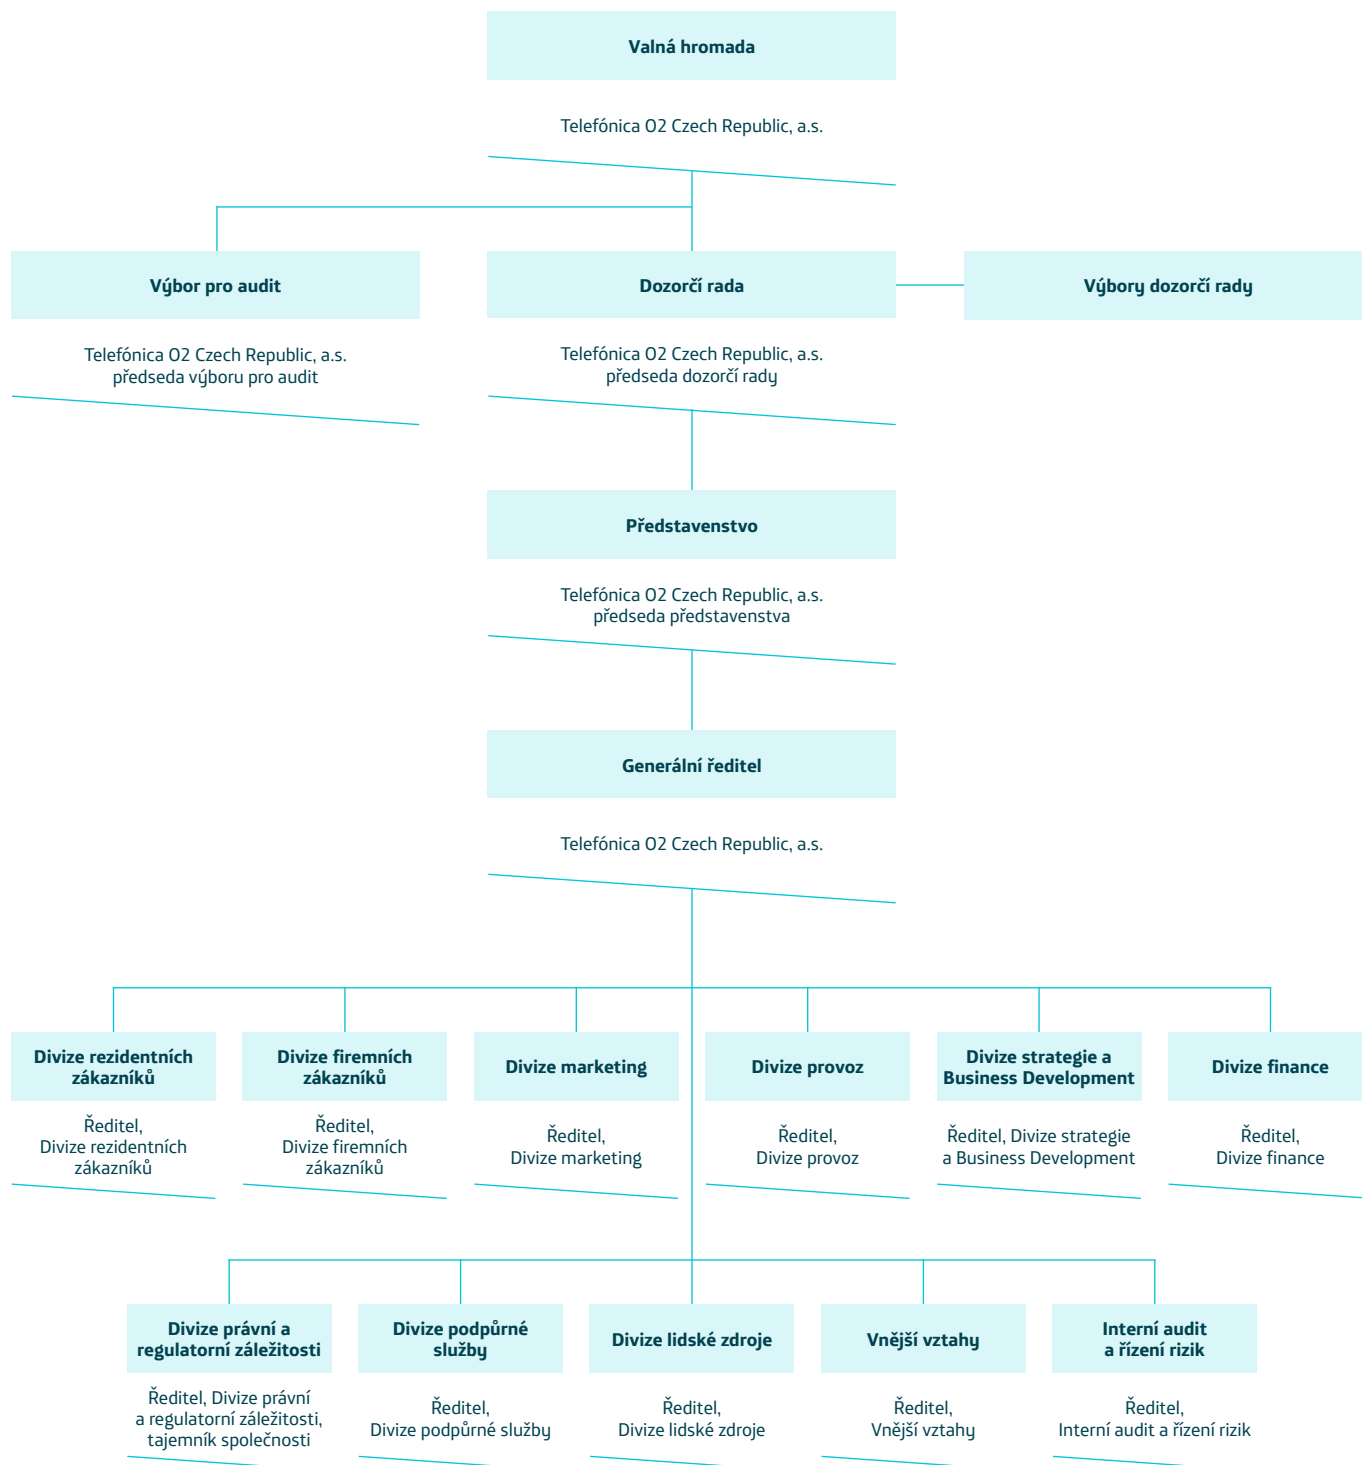 Valná hromada
Telefónica O2 Czech Republic, a.s.
Výbor pro audit
Dozorčí rada
Výbory dozorčí rady
Telefónica O2 Czech Republic, a.s.
předseda výboru pro audit
Telefónica O2 Czech Republic, a.s.
předseda dozorčí rady
Představenstvo
Telefónica O2 Czech Republic, a.s.
předseda představenstva
Generální ředitel
Telefónica O2 Czech Republic, a.s.
Divize rezidentních
zákazníků
Divize firemních
zákazníků
Divize marketing
Divize provoz
Divize strategie a
Business Development
Divize finance
Ředitel,
Divize rezidentních
zákazníků
Ředitel,
Divize firemních
zákazníků
Ředitel,
Divize marketing
Ředitel,
Divize provoz
Ředitel, Divize strategie
a Business Development
Ředitel,
Divize finance
Divize právní a
regulatorní záležitosti
Divize podpůrné
služby
Divize lidské zdroje
Vnější vztahy
Interní audit
a řízení rizik
Ředitel, Divize právní
a regulatorní záležitosti,
tajemník společnosti
Ředitel,
Divize podpůrné služby
Ředitel,
Divize lidské zdroje
Ředitel,
Vnější vztahy
Ředitel,
Interní audit a řízení rizik